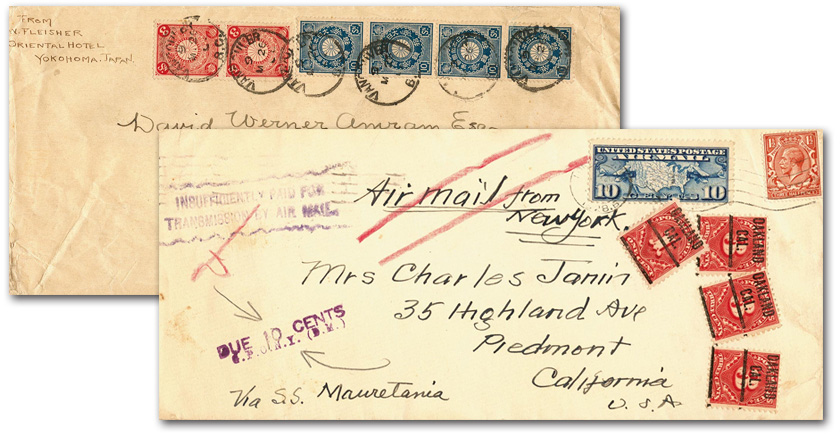 FROM
FLEISHER
ORIENTAL HOTEL
YOKOHOMA, JAPAN.
David Werner Amram Esq.
UNITED STATES POSTAGE
AIR MAIL
10 10
INSUFFICIENTLY PAID FOR
TRANSMISSION BY AIR MAIL.
Air mail from
New York.
OAKLAND
CAL.
OAKLAND
CAL.
OAKLAND
CAL.
OAKLAND
CAL.
Mrs Charles Janin
35 Highland Ave
Piedmont
California
U.S.A
DUE 10 CENTS
G.P.O. N.Y.
Via S.S. Mauretania